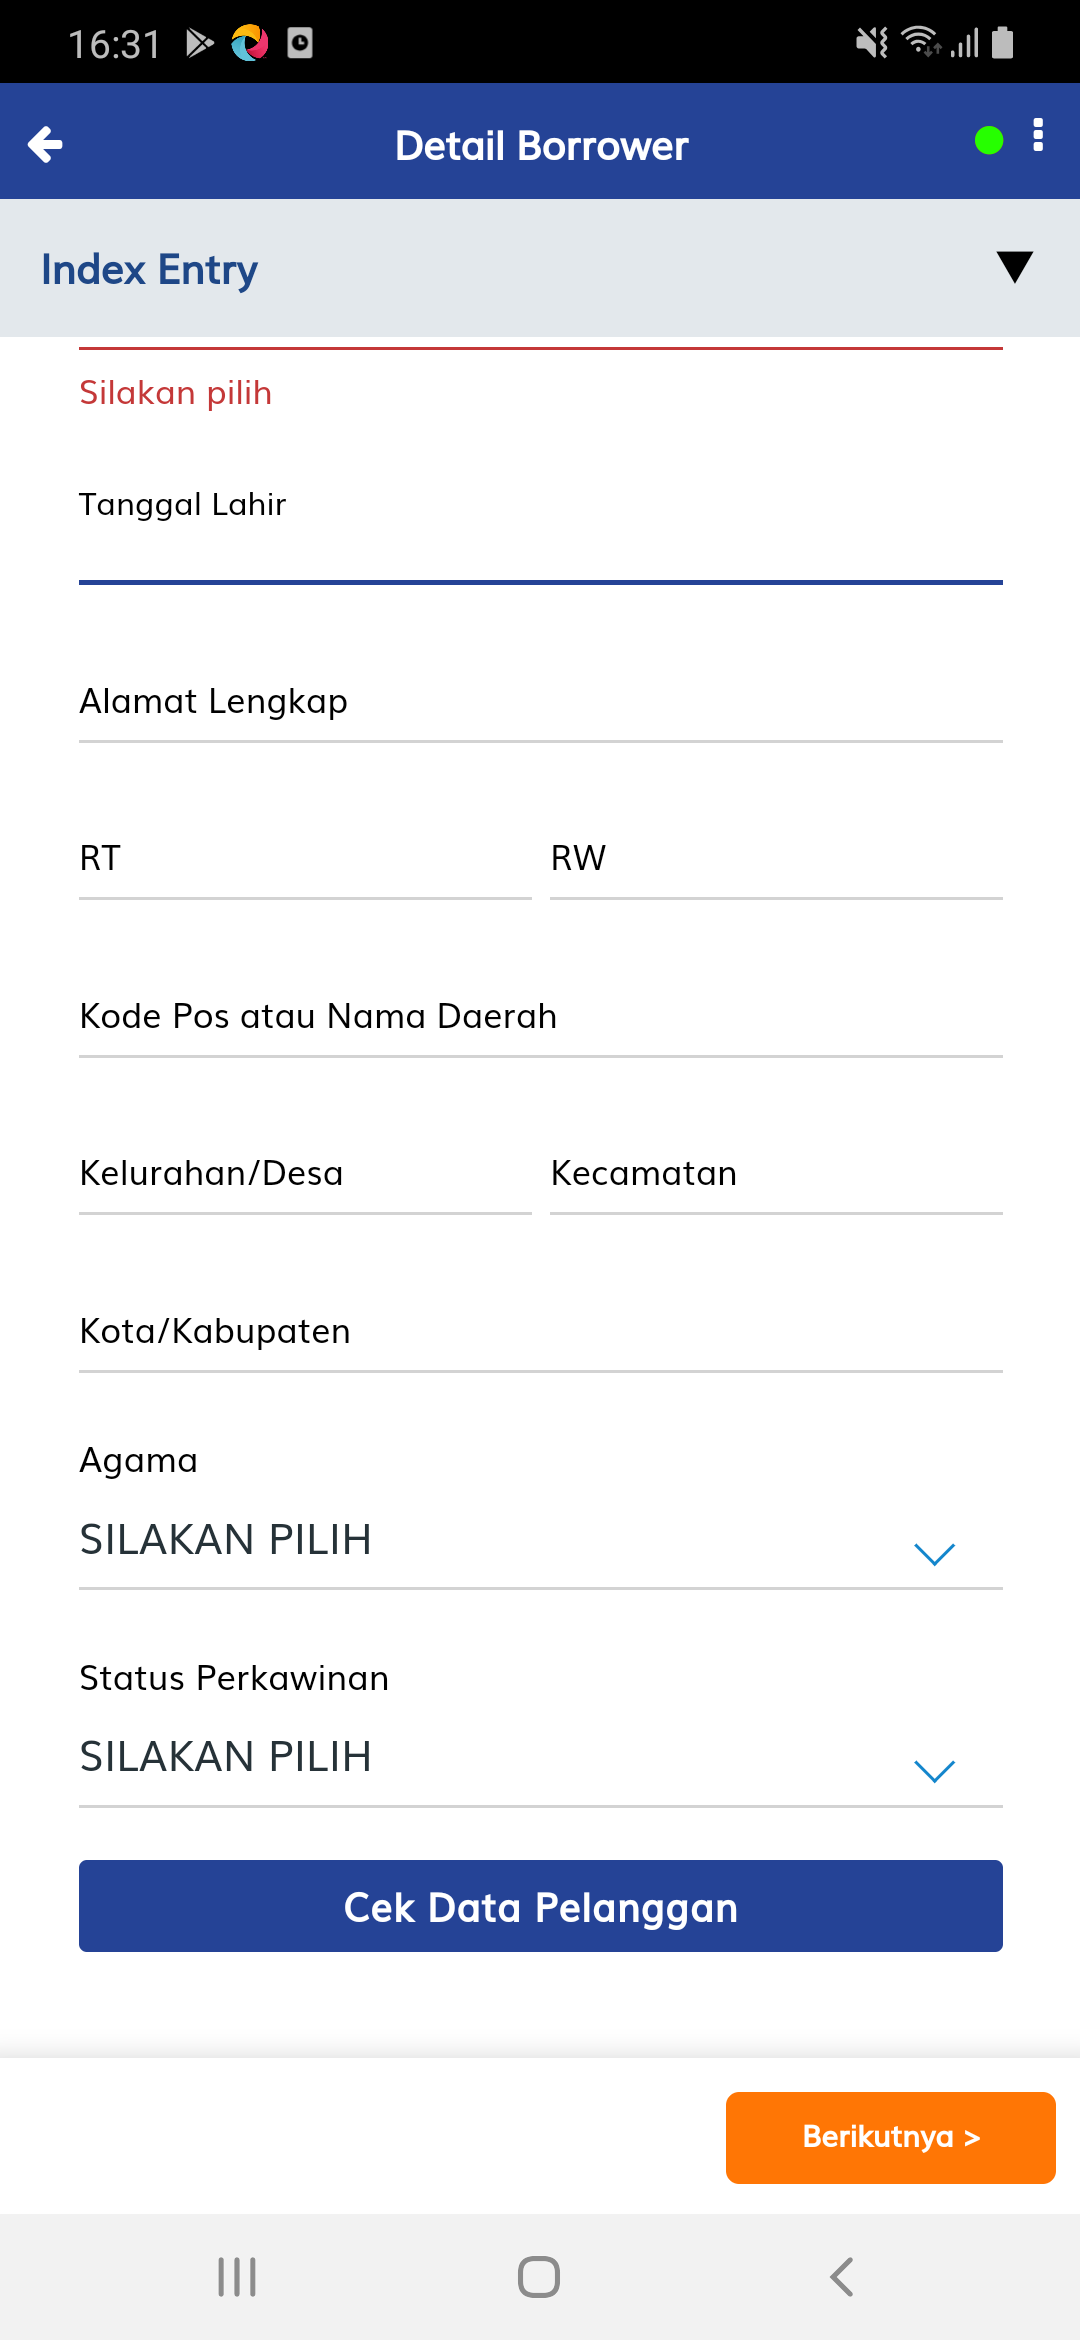 16:31
Detail Borrower
Index Entry
Silakan pilih
Tanggal Lahir
Alamat Lengkap
RT RW
Kode Pos atau Nama Daerah
Kelurahan/Desa Kecamatan
Kota/Kabupaten
Agama
SILAKAN PILIH
Status Perkawinan
SILAKAN PILIH
Cek Data Pelanggan
Berikutnya >